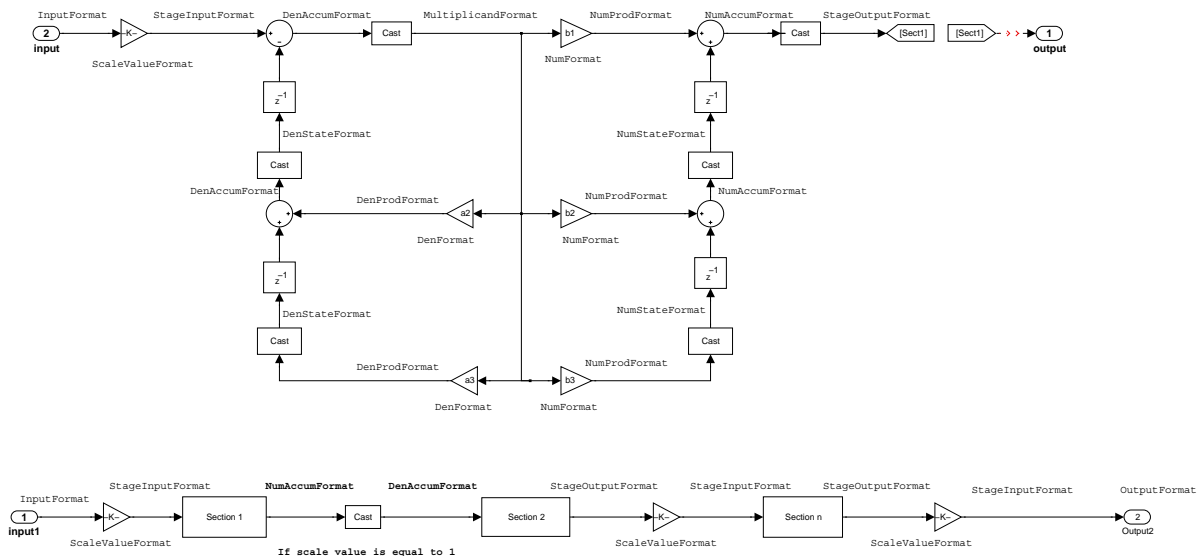 InputFormat StageInputFormat DenAccumFormat MultiplicandFormat NumProdFormat NumAccumFormat StageOutputFormat
2 -K- + Cast b1 + Cast [Sect1] [Sect1] 1
input - + output
ScaleValueFormat NumFormat
z^-1 z^-1
DenStateFormat NumStateFormat
Cast Cast
DenAccumFormat DenProdFormat NumProdFormat NumAccumFormat
+ a2 b2 +
+ +
DenFormat NumFormat
z^-1 z^-1
DenStateFormat NumStateFormat
Cast Cast
DenProdFormat NumProdFormat
a3 b3
DenFormat NumFormat
StageInputFormat NumAccumFormat DenAccumFormat StageOutputFormat StageInputFormat StageOutputFormat StageInputFormat OutputFormat
InputFormat
1 -K- Section 1 Cast Section 2 -K- Section n -K- 2
input1 Output2
ScaleValueFormat ScaleValueFormat ScaleValueFormat
If scale value is equal to 1